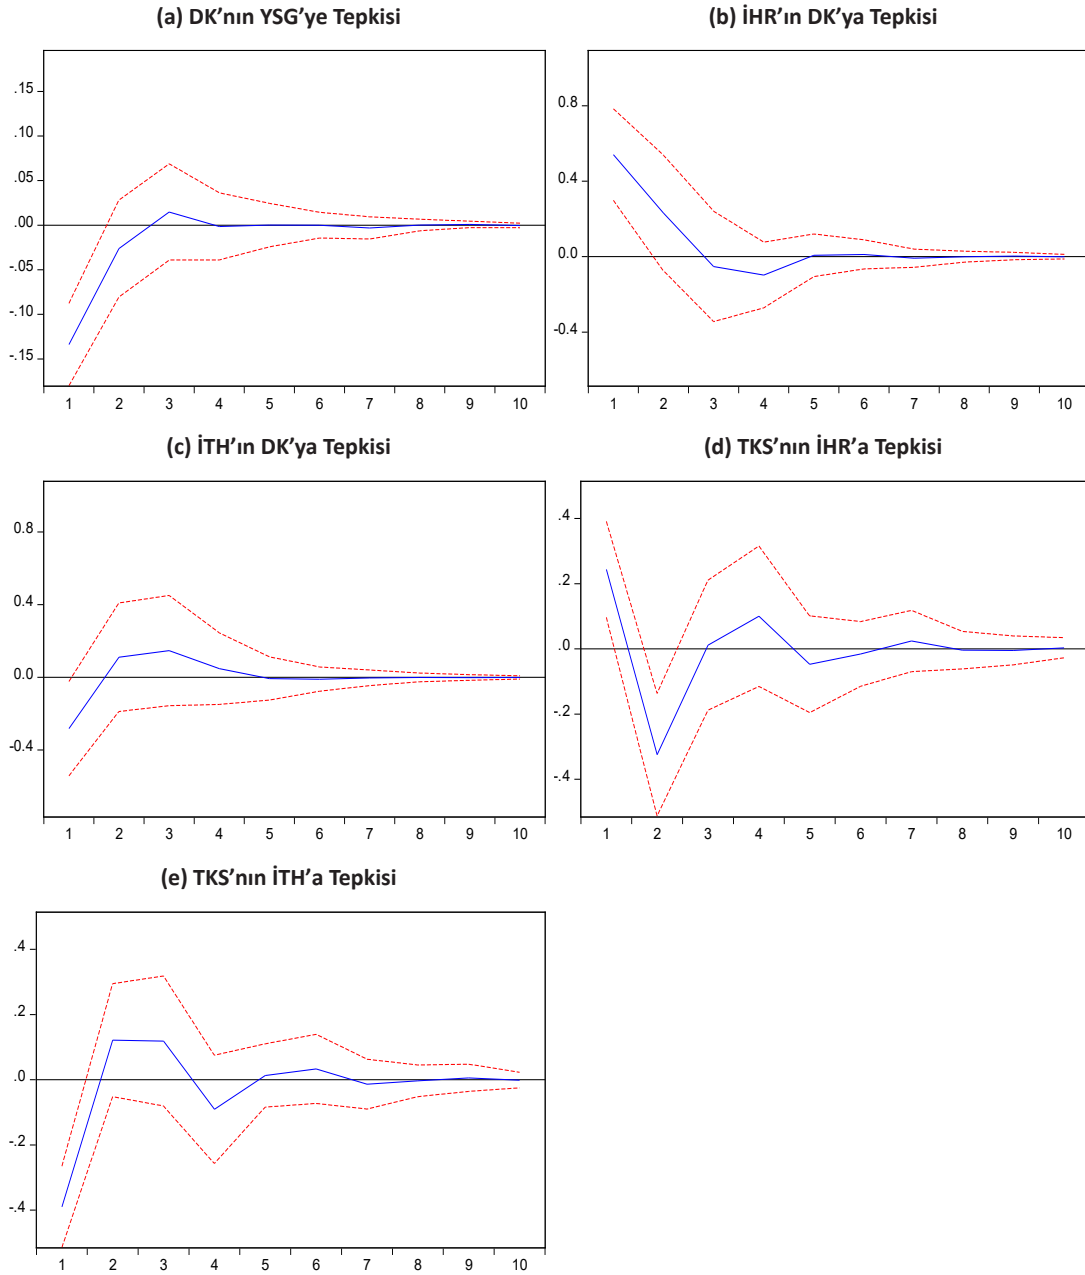 (a) DK’nın YSG’ye Tepkisi
.15
.10
.05
.00
-.05
-.10
-.15
1 2 3 4 5 6 7 8 9 10
(b) İHR’ın DK’ya Tepkisi
0.8
0.4
0.0
-0.4
1 2 3 4 5 6 7 8 9 10
(c) İTH’ın DK’ya Tepkisi
0.8
0.4
0.0
-0.4
1 2 3 4 5 6 7 8 9 10
(d) TKS’nın İHR’a Tepkisi
.4
.2
.0
-.2
-.4
1 2 3 4 5 6 7 8 9 10
(e) TKS’nın İTH’a Tepkisi
.4
.2
.0
-.2
-.4
1 2 3 4 5 6 7 8 9 10